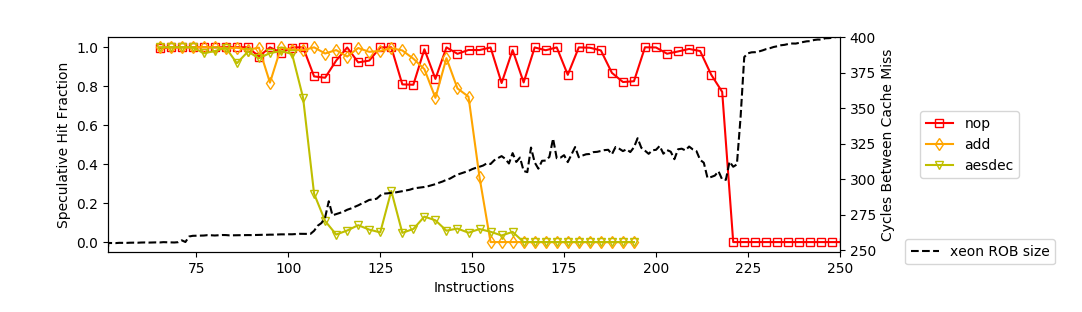 Speculative Hit Fraction
1.0
0.8
0.6
0.4
0.2
0.0
75 100 125 150 175 200 225 250
Instructions
400
375
350
325
300
275
250
Cycles Between Cache Miss
nop
add
aesdec
xeon ROB size